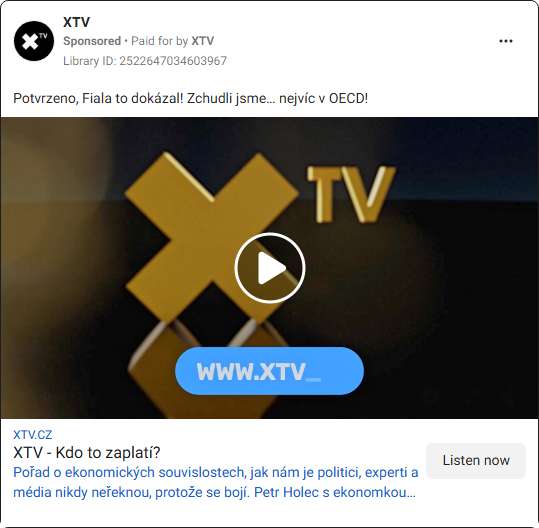 XTV
Sponsored • Paid for by XTV
Library ID: 2522647034603967
Potvrzeno, Fiala to dokázal! Zchudli jsme... nejvíc v OECD!
XTV
WWW.XTV_
XTV.CZ
XTV - Kdo to zaplatí?
Pořad o ekonomických souvislostech, jak nám je politici, experti a
média nikdy neřeknou, protože se bojí. Petr Holec s ekonomkou...
Listen now